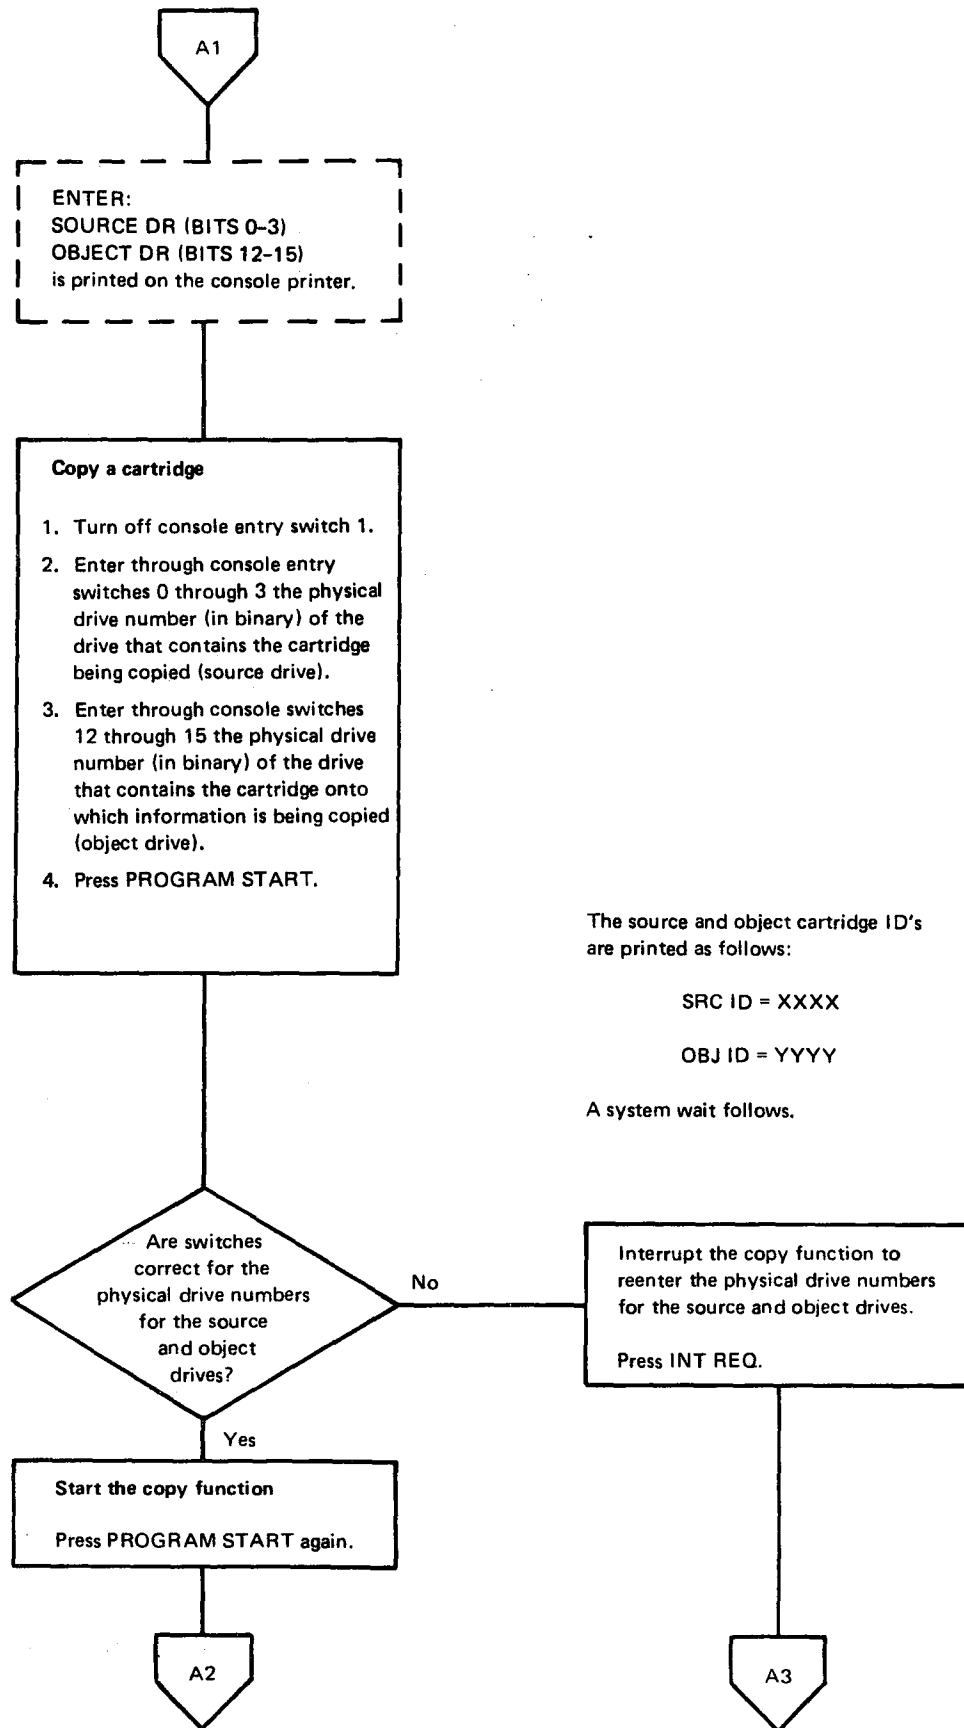 A1
ENTER:
SOURCE DR (BITS 0-3)
OBJECT DR (BITS 12-15)
is printed on the console printer.
Copy a cartridge
1. Turn off console entry switch 1.
2. Enter through console entry
switches 0 through 3 the physical
drive number (in binary) of the
drive that contains the cartridge
being copied (source drive).
3. Enter through console switches
12 through 15 the physical drive
number (in binary) of the drive
that contains the cartridge onto
which information is being copied
(object drive).
4. Press PROGRAM START.
The source and object cartridge ID's
are printed as follows:
SRC ID = XXXX
OBJ ID = YYYY
A system wait follows.
Are switches
correct for the
physical drive numbers
for the source
and object
drives?
No
Interrupt the copy function to
reenter the physical drive numbers
for the source and object drives.
Press INT REQ.
Yes
Start the copy function
Press PROGRAM START again.
A2
A3